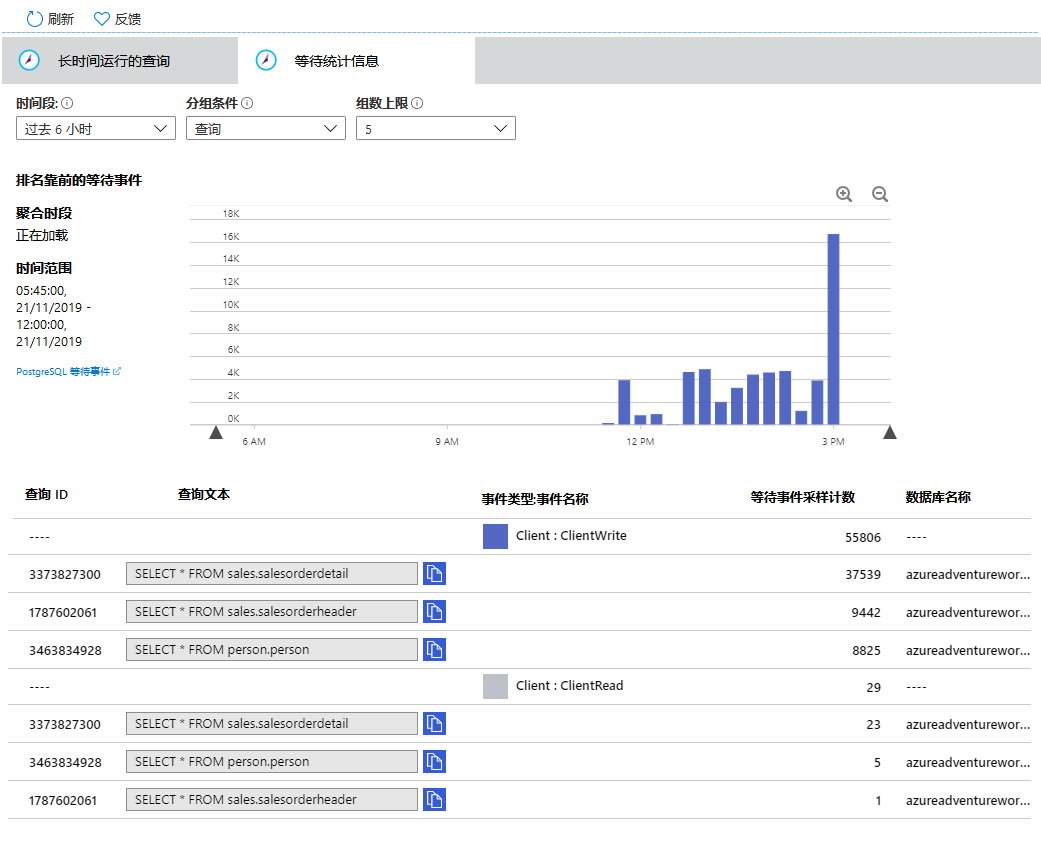 刷新 反馈
长时间运行的查询 等待统计信息
时间段: 分组条件 组数上限
过去 6 小时 查询 5
排名靠前的等待事件
聚合时段
正在加载
时间范围
05:45:00,
21/11/2019 -
12:00:00,
21/11/2019
PostgreSQL 等待事件
18K
16K
14K
12K
10K
8K
6K
4K
2K
0K
6 AM 9 AM 12 PM 3 PM
查询 ID 查询文本 事件类型:事件名称 等待事件采样计数 数据库名称
---- Client : ClientWrite 55806 ----
3373827300 SELECT * FROM sales.salesorderdetail 37539 azureadventurewor...
1787602061 SELECT * FROM sales.salesorderheader 9442 azureadventurewor...
3463834928 SELECT * FROM person.person 8825 azureadventurewor...
---- Client : ClientRead 29 ----
3373827300 SELECT * FROM sales.salesorderdetail 23 azureadventurewor...
3463834928 SELECT * FROM person.person 5 azureadventurewor...
1787602061 SELECT * FROM sales.salesorderheader 1 azureadventurewor...